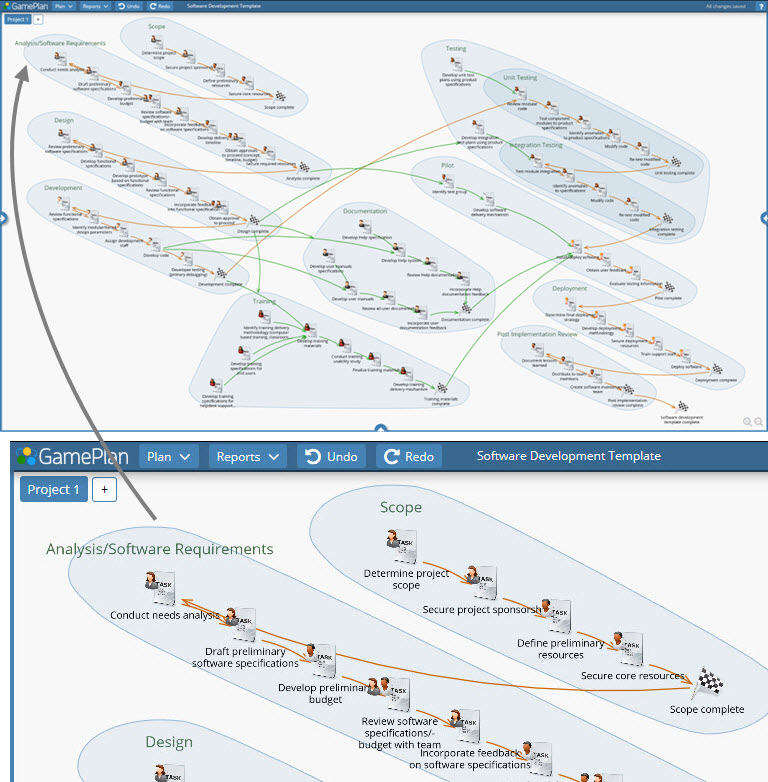 GamePlan Plan Reports Undo Redo Software Development Template All changes saved ?
Project 1 +
Scope
Determine project
scope
Secure project sponsorship
Define preliminary
resources
Secure core resources
Scope complete
Analysis/Software Requirements
Conduct needs analysis
Draft preliminary
software specifications
Develop preliminary
budget
Review software
specifications/
budget with team
Incorporate feedback
on software specifications
Develop delivery
timeline
Obtain approvals
to proceed (concept,
timeline, budget)
Secure required resources
Analysis complete
Design
Review preliminary
software specifications
Develop functional
specifications
Develop prototype
based on functional
specifications
Review functional
specifications
Incorporate feedback
into functional specifications
Obtain approval
to proceed
Design complete
Development
Review functional
specifications
Identify modular/tiered
design parameters
Assign development
staff
Develop code
Developer testing
(primary debugging)
Development complete
Testing
Develop unit test
plans using product
specifications
Unit Testing
Review modular
code
Test component
modules to product
specifications
Identify anomalies
to product specifications
Modify code
Re-test modified
code
Unit testing complete
Develop integration
test plans using product
specifications
Integration Testing
Test module integration
Identify anomalies
to specifications
Modify code
Re-test modified
code
Integration testing
complete
Pilot
Identify test group
Develop software
delivery mechanism
Obtain user feedback
Evaluate testing information
Pilot complete
Documentation
Develop Help specification
Develop Help system
Review Help documentation
Incorporate Help
documentation feedback
Develop user manuals
specifications
Develop user manuals
Review all user documentation
Incorporate user
documentation feedback
Documentation complete
Training
Identify training delivery
methodology (computer
based training, classroom,
Develop training
specifications for
end users
Develop training
specifications for
helpdesk support
Develop training
materials
Conduct training
usability study
Finalize training materials
Develop training
delivery mechanism
Training materials
complete
Deployment
Determine final deployment
strategy
Develop deployment
methodology
Secure deployment
resources
Train support staff
Deploy software
Deployment complete
Post Implementation Review
Document lessons
learned
Distribute to team
members
Create software maintenance
team
Post implementation
review complete
Software development
template complete
GamePlan Plan Reports Undo Redo Software Development Template
Project 1 +
Scope
TASK
Determine project
scope
TASK
Secure project sponsorsh
TASK
Define preliminary
resources
TASK
Secure core resources
Scope complete
Analysis/Software Requirements
TASK
Conduct needs analysis
TASK
Draft preliminary
software specifications
TASK
Develop preliminar
budget
TASK
Review software
specifications/-
budget with team
TASK
Incorporate feedback
on software specifications
TASK
Design
TASK